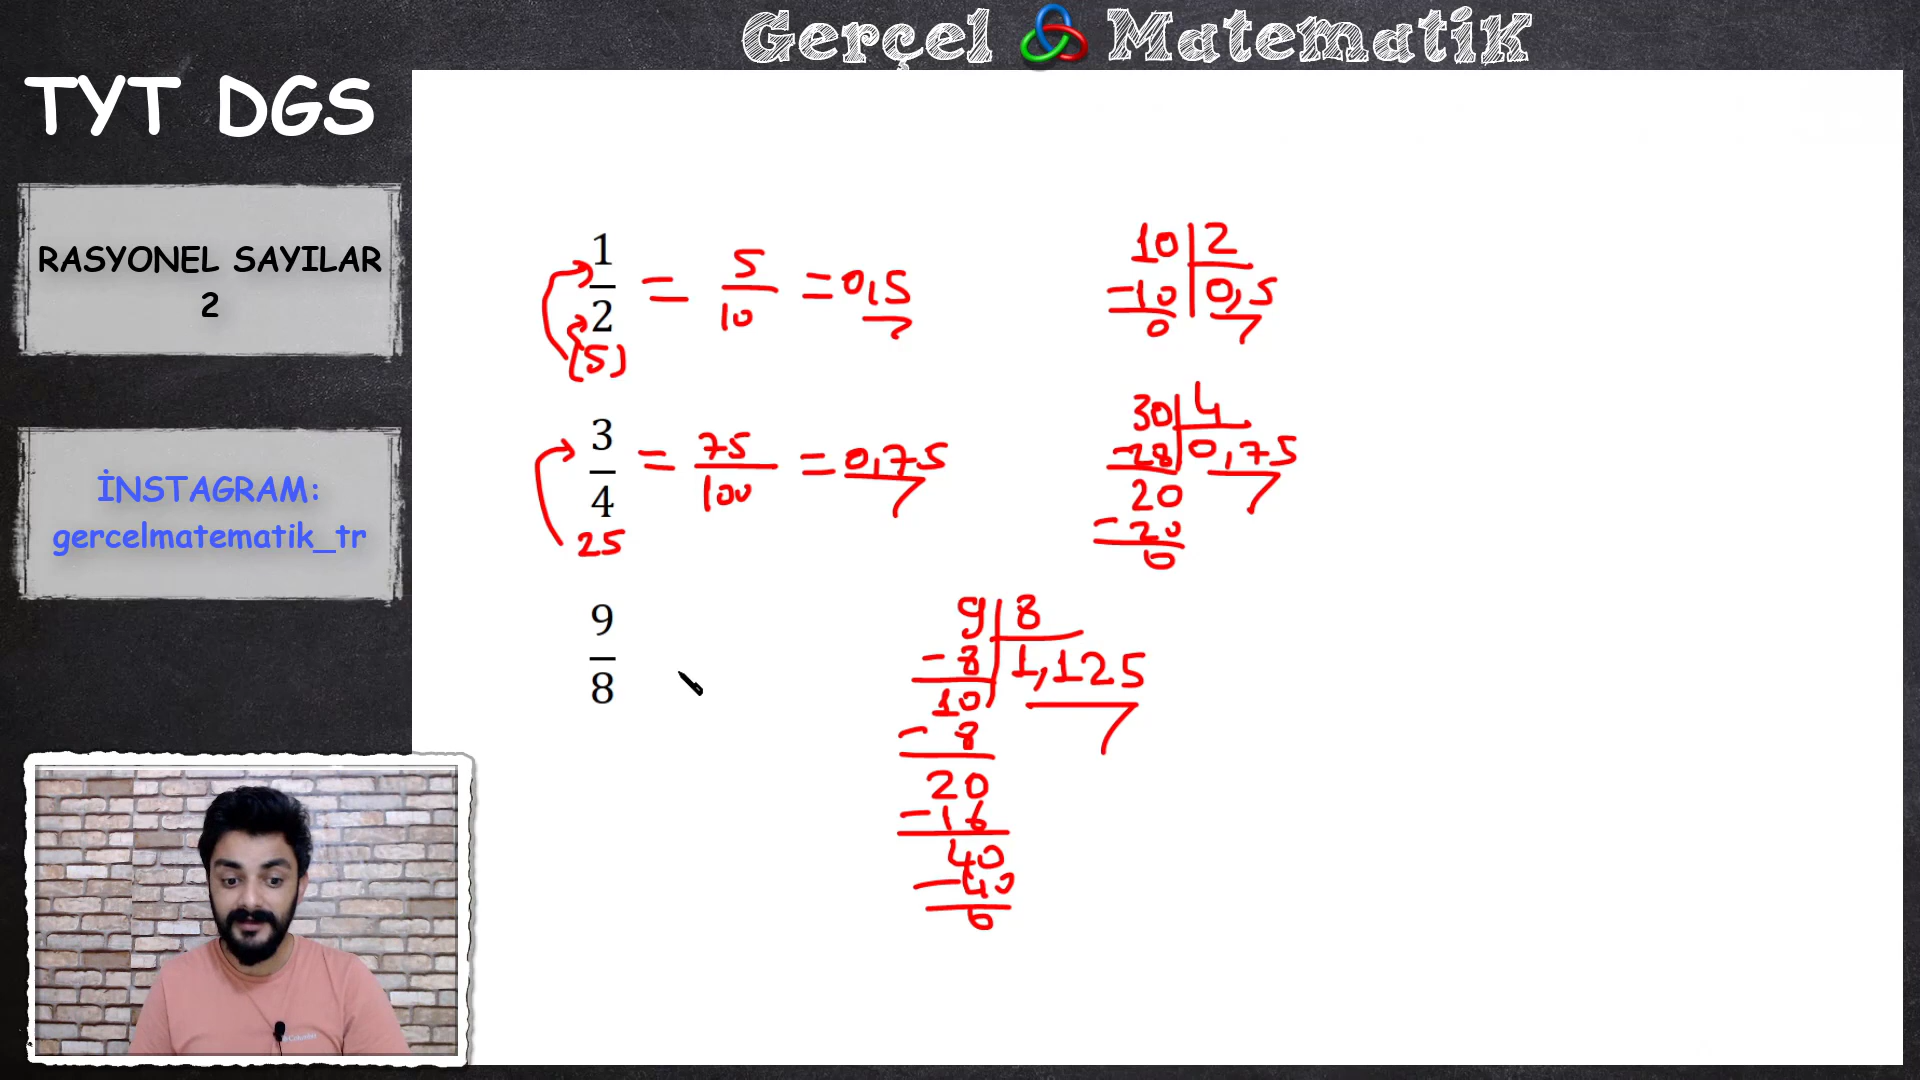 Gerçel Matematik
TYT DGS
RASYONEL SAYILAR
2
İNSTAGRAM:
gercelmatematik_tr
1/2 = 5/10 = 0,5
(5)
10 | 2
-10 | 0,5
0
3/4 = 75/100 = 0,75
25
30 | 4
-28 | 0,75
20
-20
0
9/8
9 | 8
-8 | 1,125
10
-8
20
-16
40
-40
0